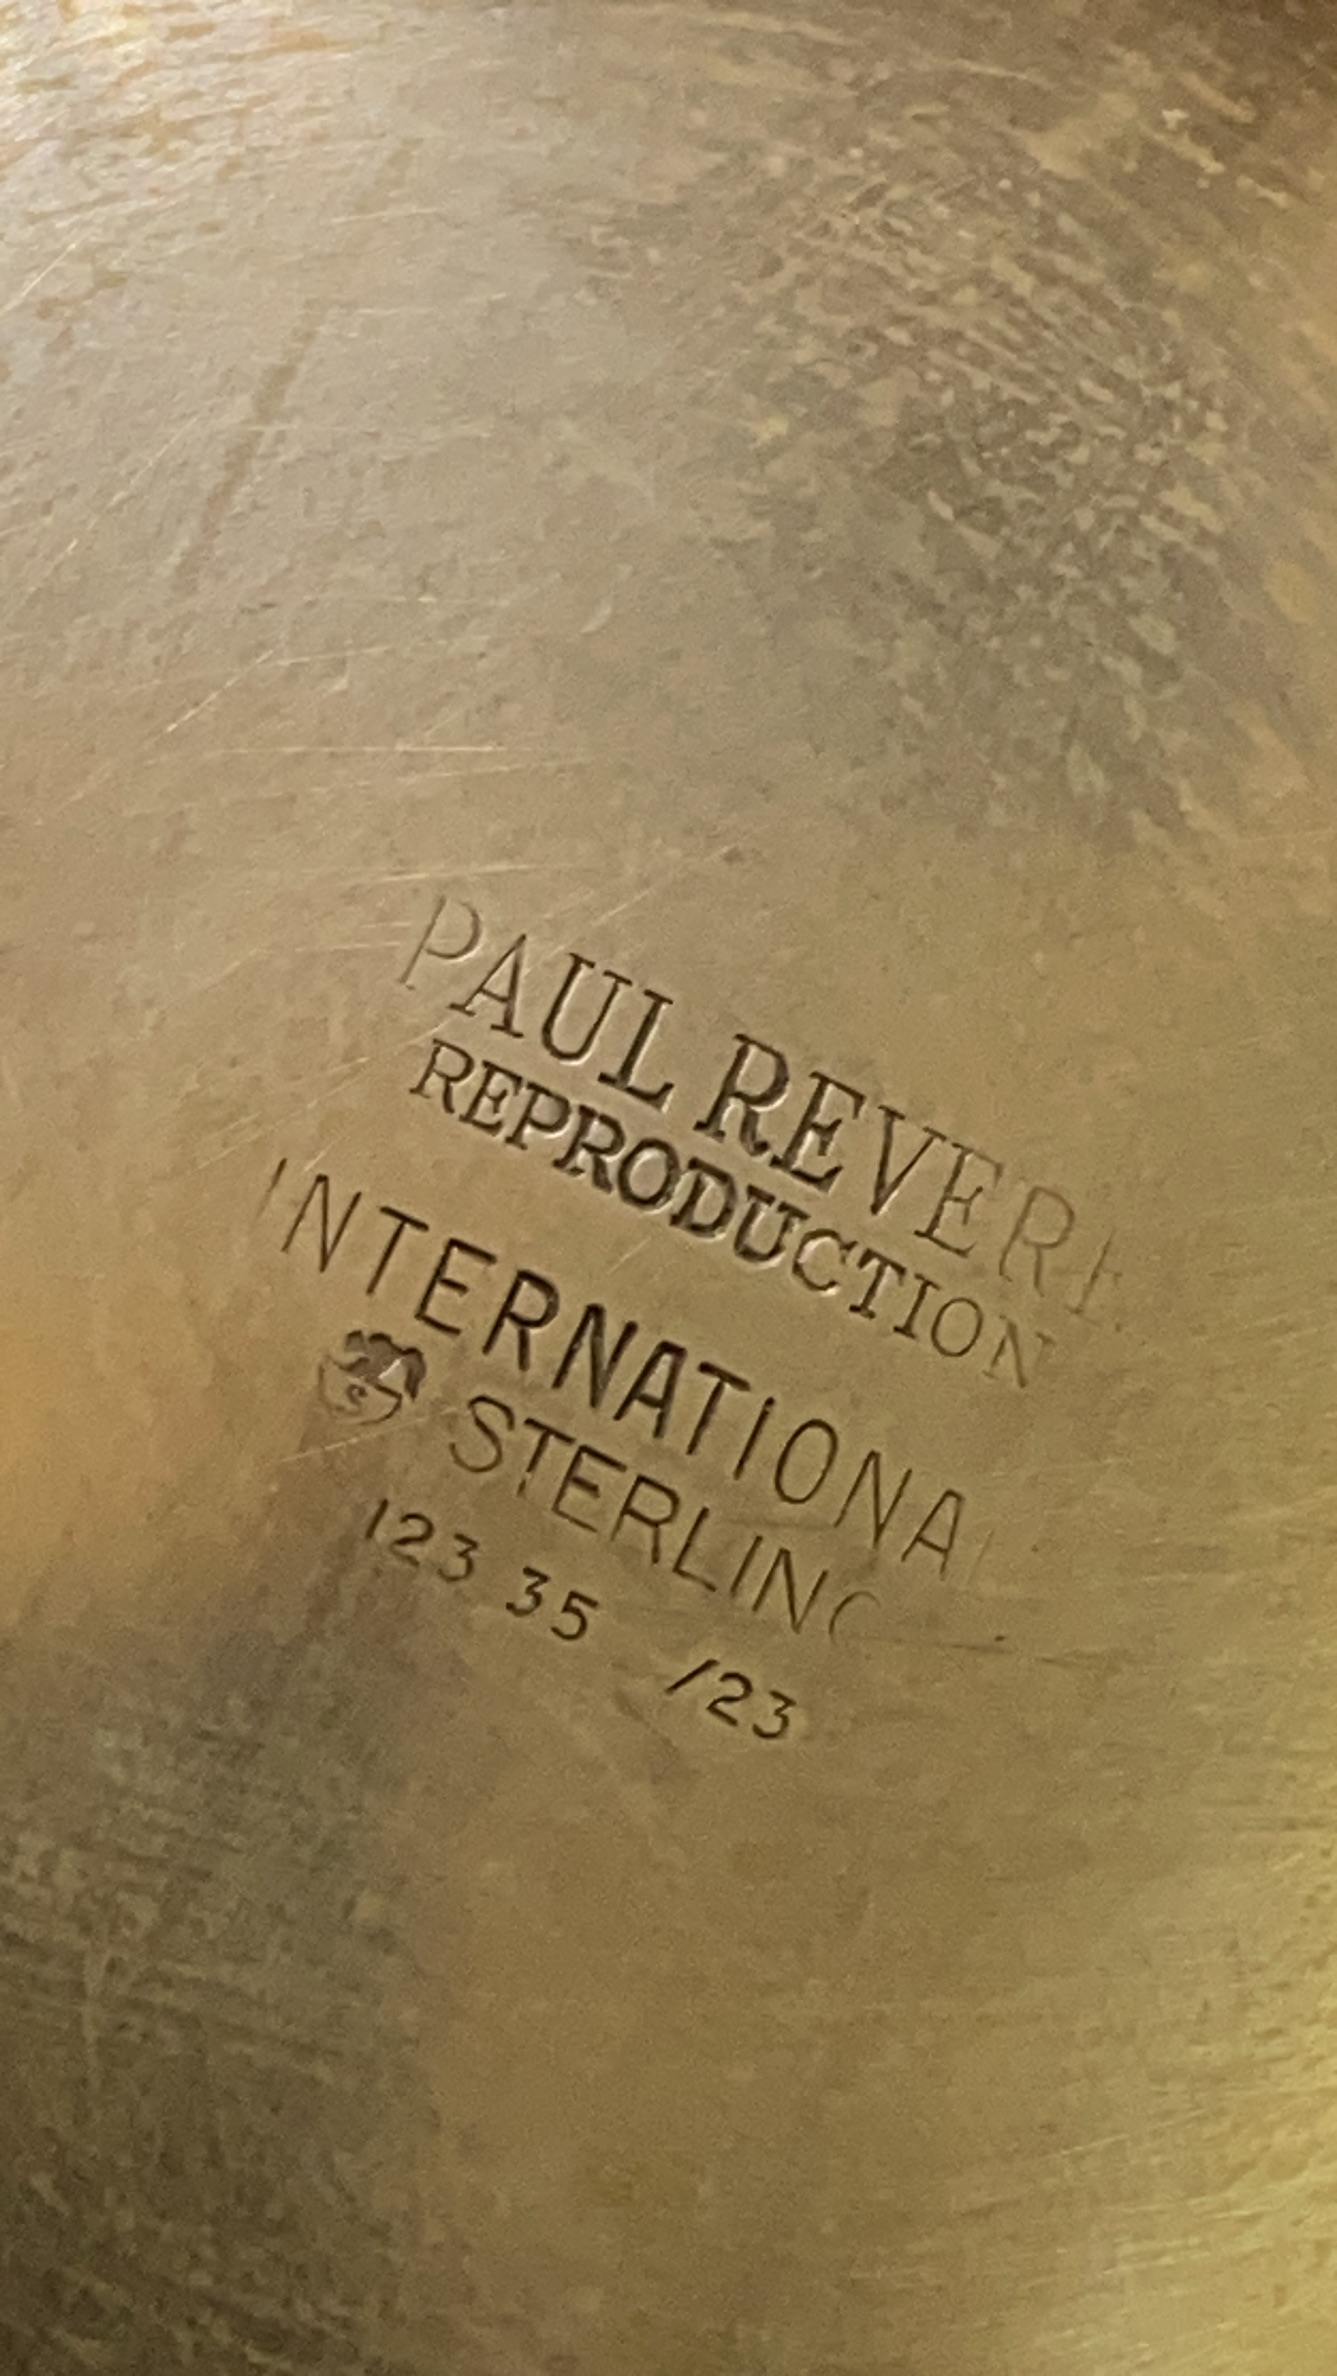 PAUL REVERE
REPRODUCTION
INTERNATIONAL
S STERLING
123 35 /23